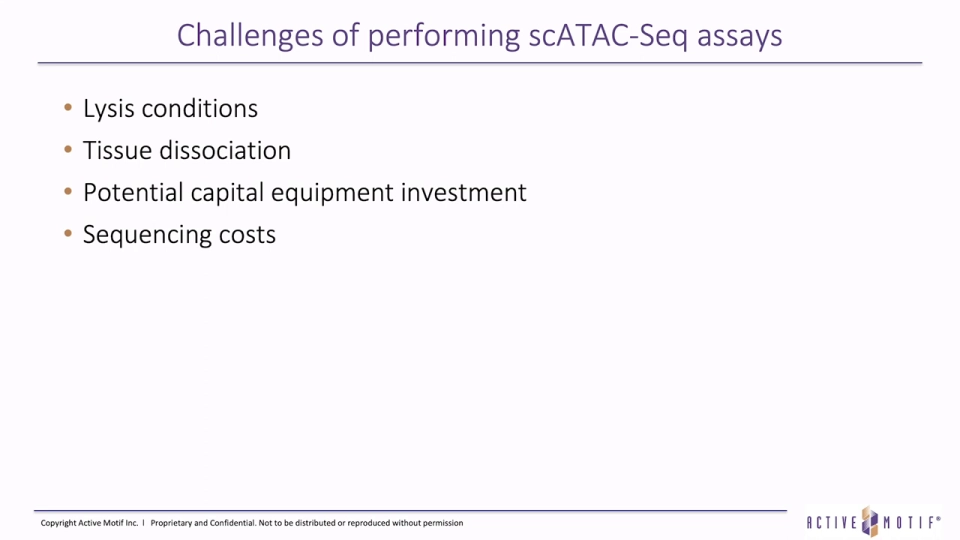 Challenges of performing scATAC-Seq assays
• Lysis conditions
• Tissue dissociation
• Potential capital equipment investment
• Sequencing costs
Copyright Active Motif Inc. | Proprietary and Confidential. Not to be distributed or reproduced without permission
ACTIVE MOTIF®